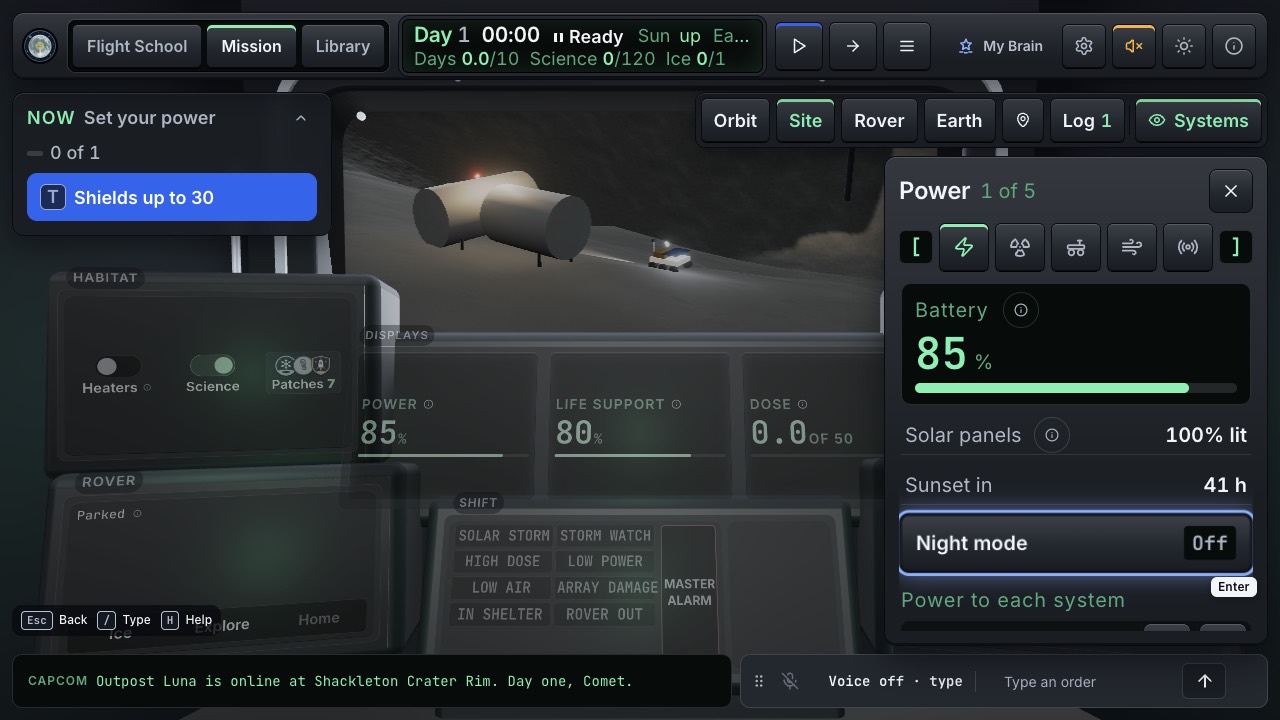 Flight School Mission Library
Day 1 00:00 Ready Sun up Ea…
Days 0.0/10 Science 0/120 Ice 0/1
My Brain
NOW Set your power
0 of 1
T Shields up to 30
Orbit Site Rover Earth Log 1 Systems
Power 1 of 5
[ ]
Battery
85 %
Solar panels 100% lit
Sunset in 41 h
Night mode Off
Enter
Power to each system
HABITAT
Heaters Science Patches 7
DISPLAYS
POWER LIFE SUPPORT DOSE
85% 80% 0.0 OF 50
ROVER
Parked
Ice Explore Home
SHIFT
SOLAR STORM STORM WATCH
HIGH DOSE LOW POWER
LOW AIR ARRAY DAMAGE
IN SHELTER ROVER OUT
MASTER
ALARM
Esc Back / Type H Help
CAPCOM Outpost Luna is online at Shackleton Crater Rim. Day one, Comet.
Voice off · type Type an order